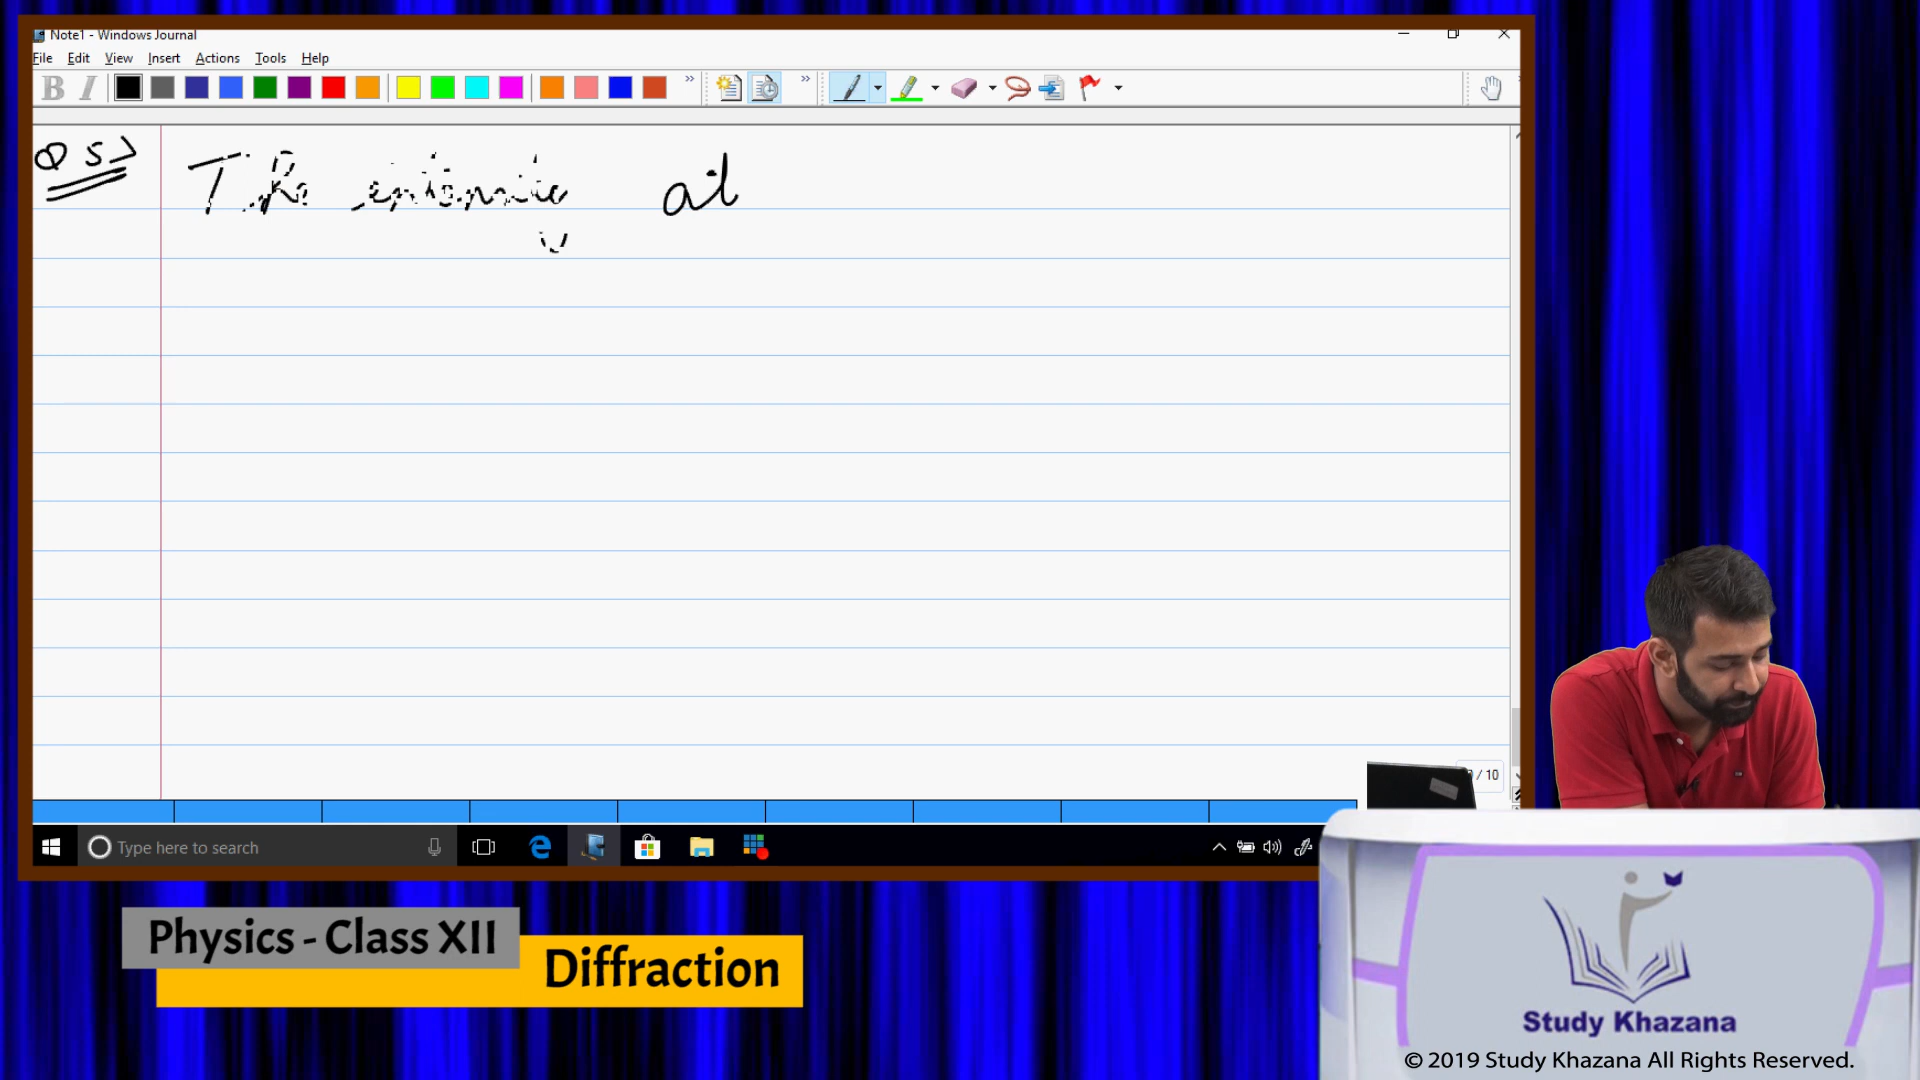 Note1 - Windows Journal
File Edit View Insert Actions Tools Help
B I
Q 5>
The intensity at
/ 10
Type here to search
Physics - Class XII
Diffraction
Study Khazana
© 2019 Study Khazana All Rights Reserved.